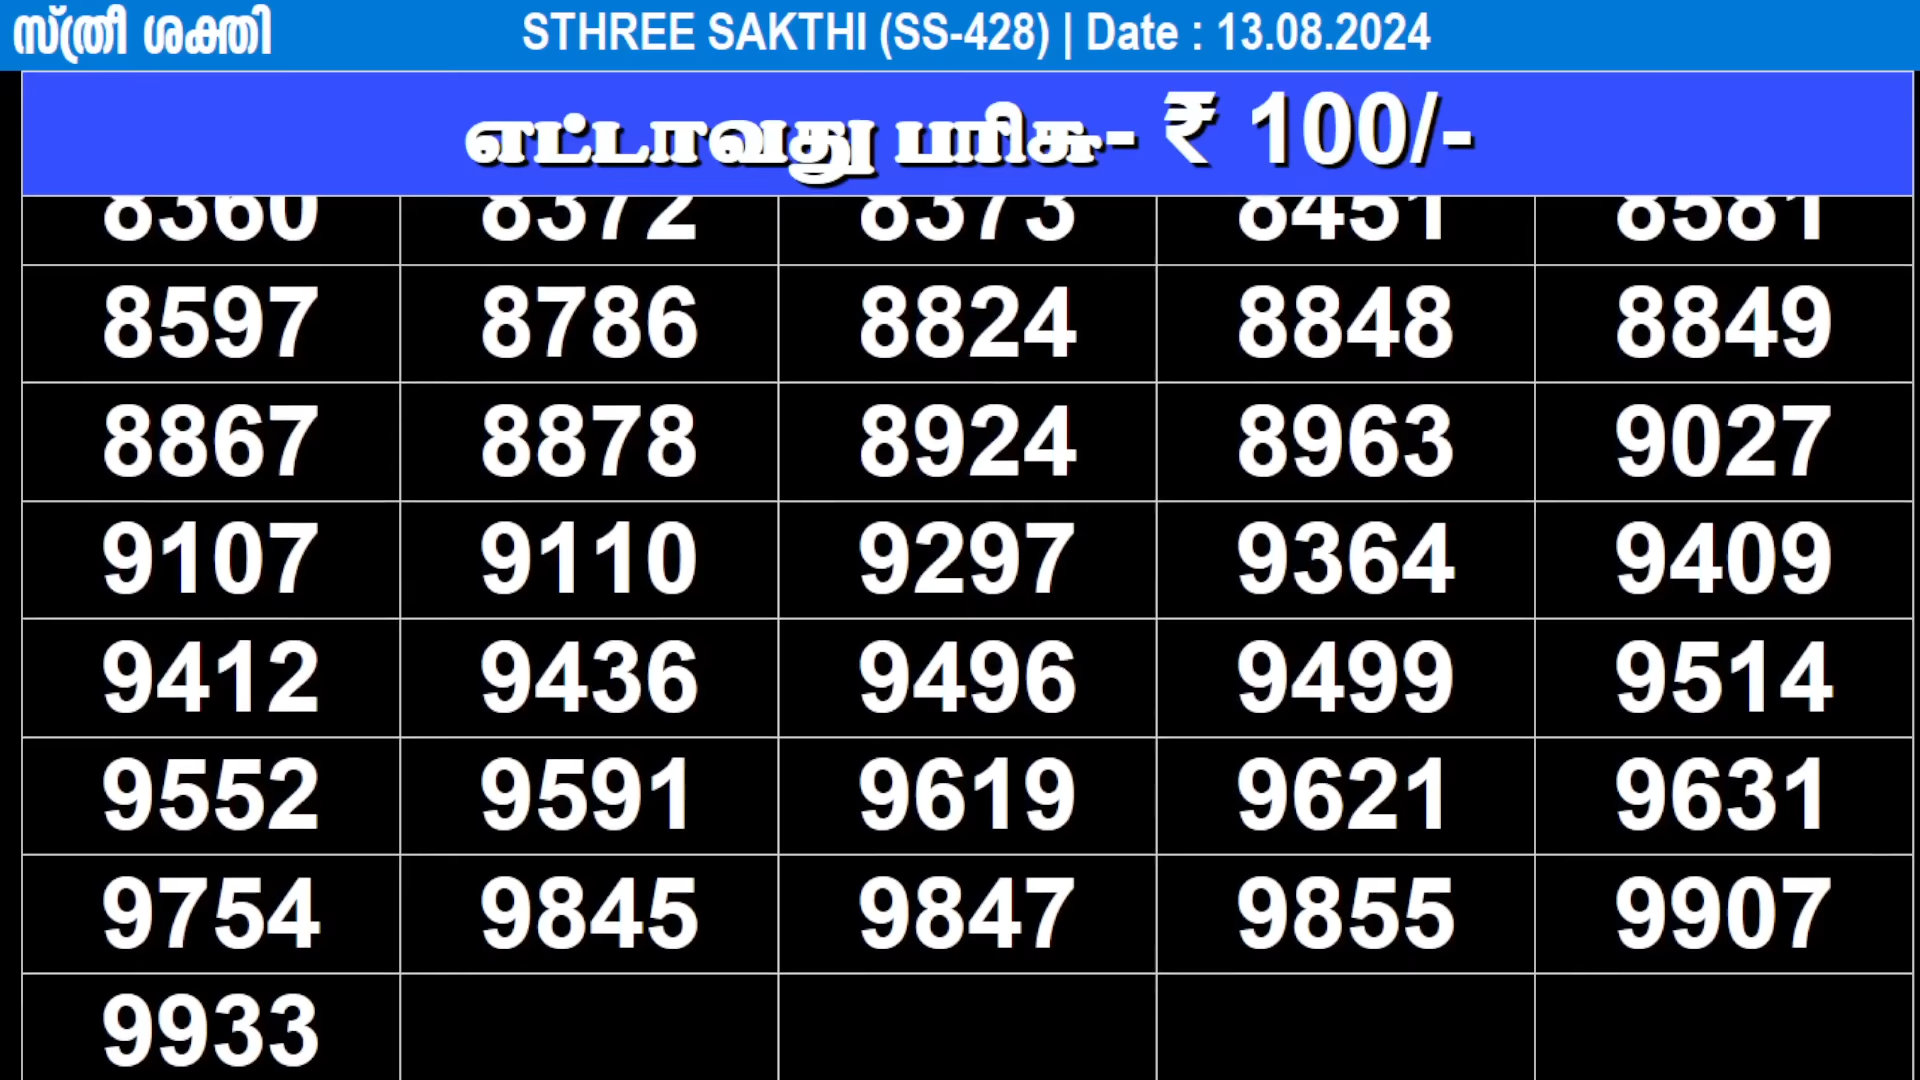 സ്ത്രീ ശക്തി STHREE SAKTHI (SS-428) | Date : 13.08.2024
எட்டாவது பரிசு- ₹ 100/-
8360 8372 8373 8451 8581
8597 8786 8824 8848 8849
8867 8878 8924 8963 9027
9107 9110 9297 9364 9409
9412 9436 9496 9499 9514
9552 9591 9619 9621 9631
9754 9845 9847 9855 9907
9933